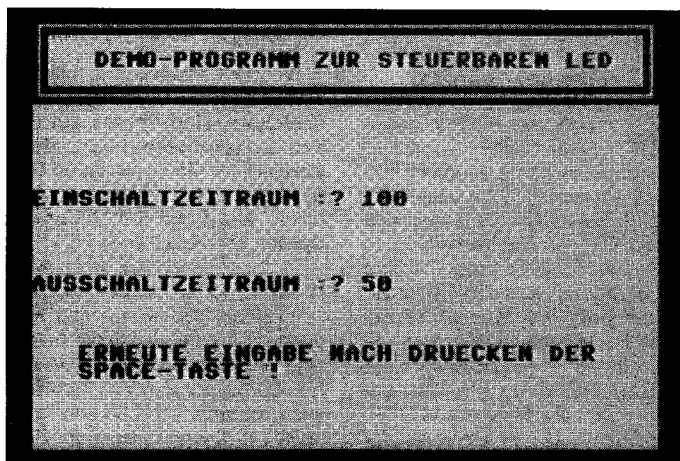 DEMO-PROGRAMM ZUR STEUERBAREN LED
EINSCHALTZEITRAUM :? 100
AUSSCHALTZEITRAUM :? 50
ERNEUTE EINGABE NACH DRUECKEN DER
SPACE-TASTE !